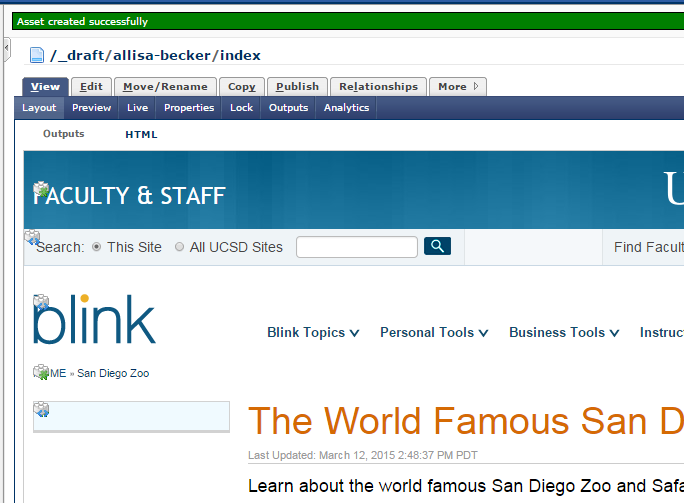 Asset created successfully
/_draft/allisa-becker/index
View Edit Move/Rename Copy Publish Relationships More
Layout Preview Live Properties Lock Outputs Analytics
Outputs HTML
FACULTY & STAFF U
Search: This Site All UCSD Sites Find Facult
blink
Blink Topics Personal Tools Business Tools Instruc
ME » San Diego Zoo
The World Famous San D
Last Updated: March 12, 2015 2:48:37 PM PDT
Learn about the world famous San Diego Zoo and Safa